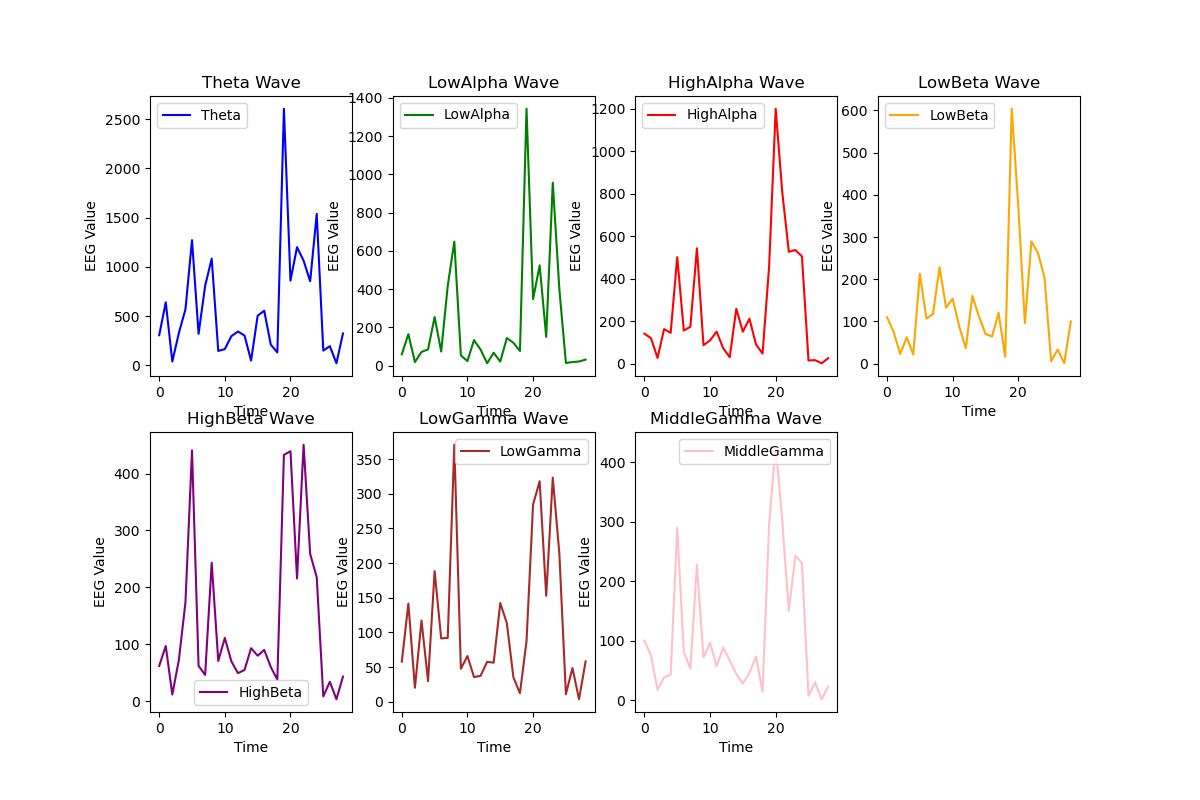 Theta Wave
Theta
2500
2000
1500
1000
500
0
EEG Value
0 10 20
Time
LowAlpha Wave
LowAlpha
1400
1200
1000
800
600
400
200
0
EEG Value
0 10 20
Time
HighAlpha Wave
HighAlpha
1200
1000
800
600
400
200
0
EEG Value
0 10 20
Time
LowBeta Wave
LowBeta
600
500
400
300
200
100
0
EEG Value
0 10 20
Time
HighBeta Wave
HighBeta
400
300
200
100
0
EEG Value
0 10 20
Time
LowGamma Wave
LowGamma
350
300
250
200
150
100
50
0
EEG Value
0 10 20
Time
MiddleGamma Wave
MiddleGamma
400
300
200
100
0
EEG Value
0 10 20
Time